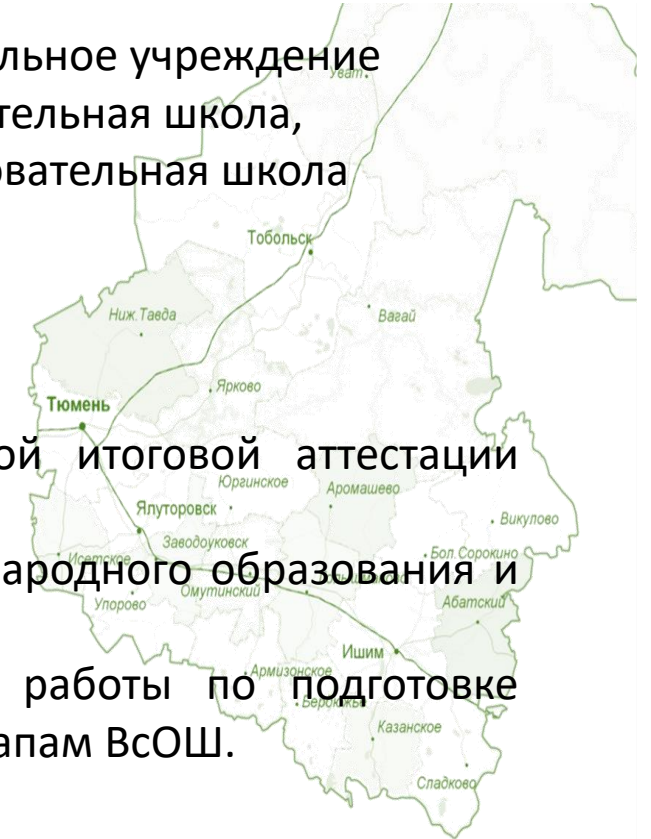 льное учреждение
Уват
тельная школа,
овательная школа
Тобольск
Ниж.Тавда
Вагай
Ярково
Тюмень
ой итоговой аттестации
Юргинское
Аромашево
Ялуторовск
Викулово
Заводоуковск
Исетское
Бол.Сорокино
ародного образования и
Омутинский
Упорово
Абатский
Ишим
Армизонское
работы по подготовке
Бердюжье
апам ВсОШ.
Казанское
Сладково